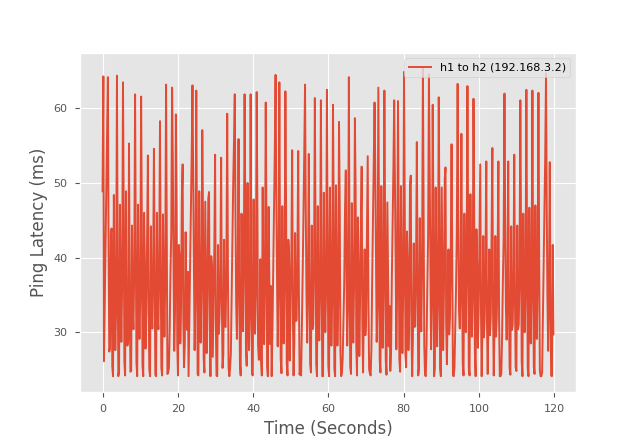 h1 to h2 (192.168.3.2)
Ping Latency (ms)
60
50
40
30
0 20 40 60 80 100 120
Time (Seconds)